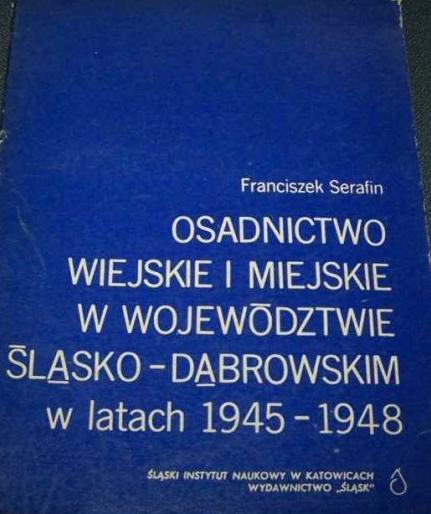 Franciszek Serafin
OSADNICTWO
WIEJSKIE I MIEJSKIE
W WOJEWÓDZTWIE
ŚLĄSKO-DĄBROWSKIM
w latach 1945-1948
ŚLĄSKI INSTYTUT NAUKOWY W KATOWICACH
WYDAWNICTWO „ŚLĄSK”